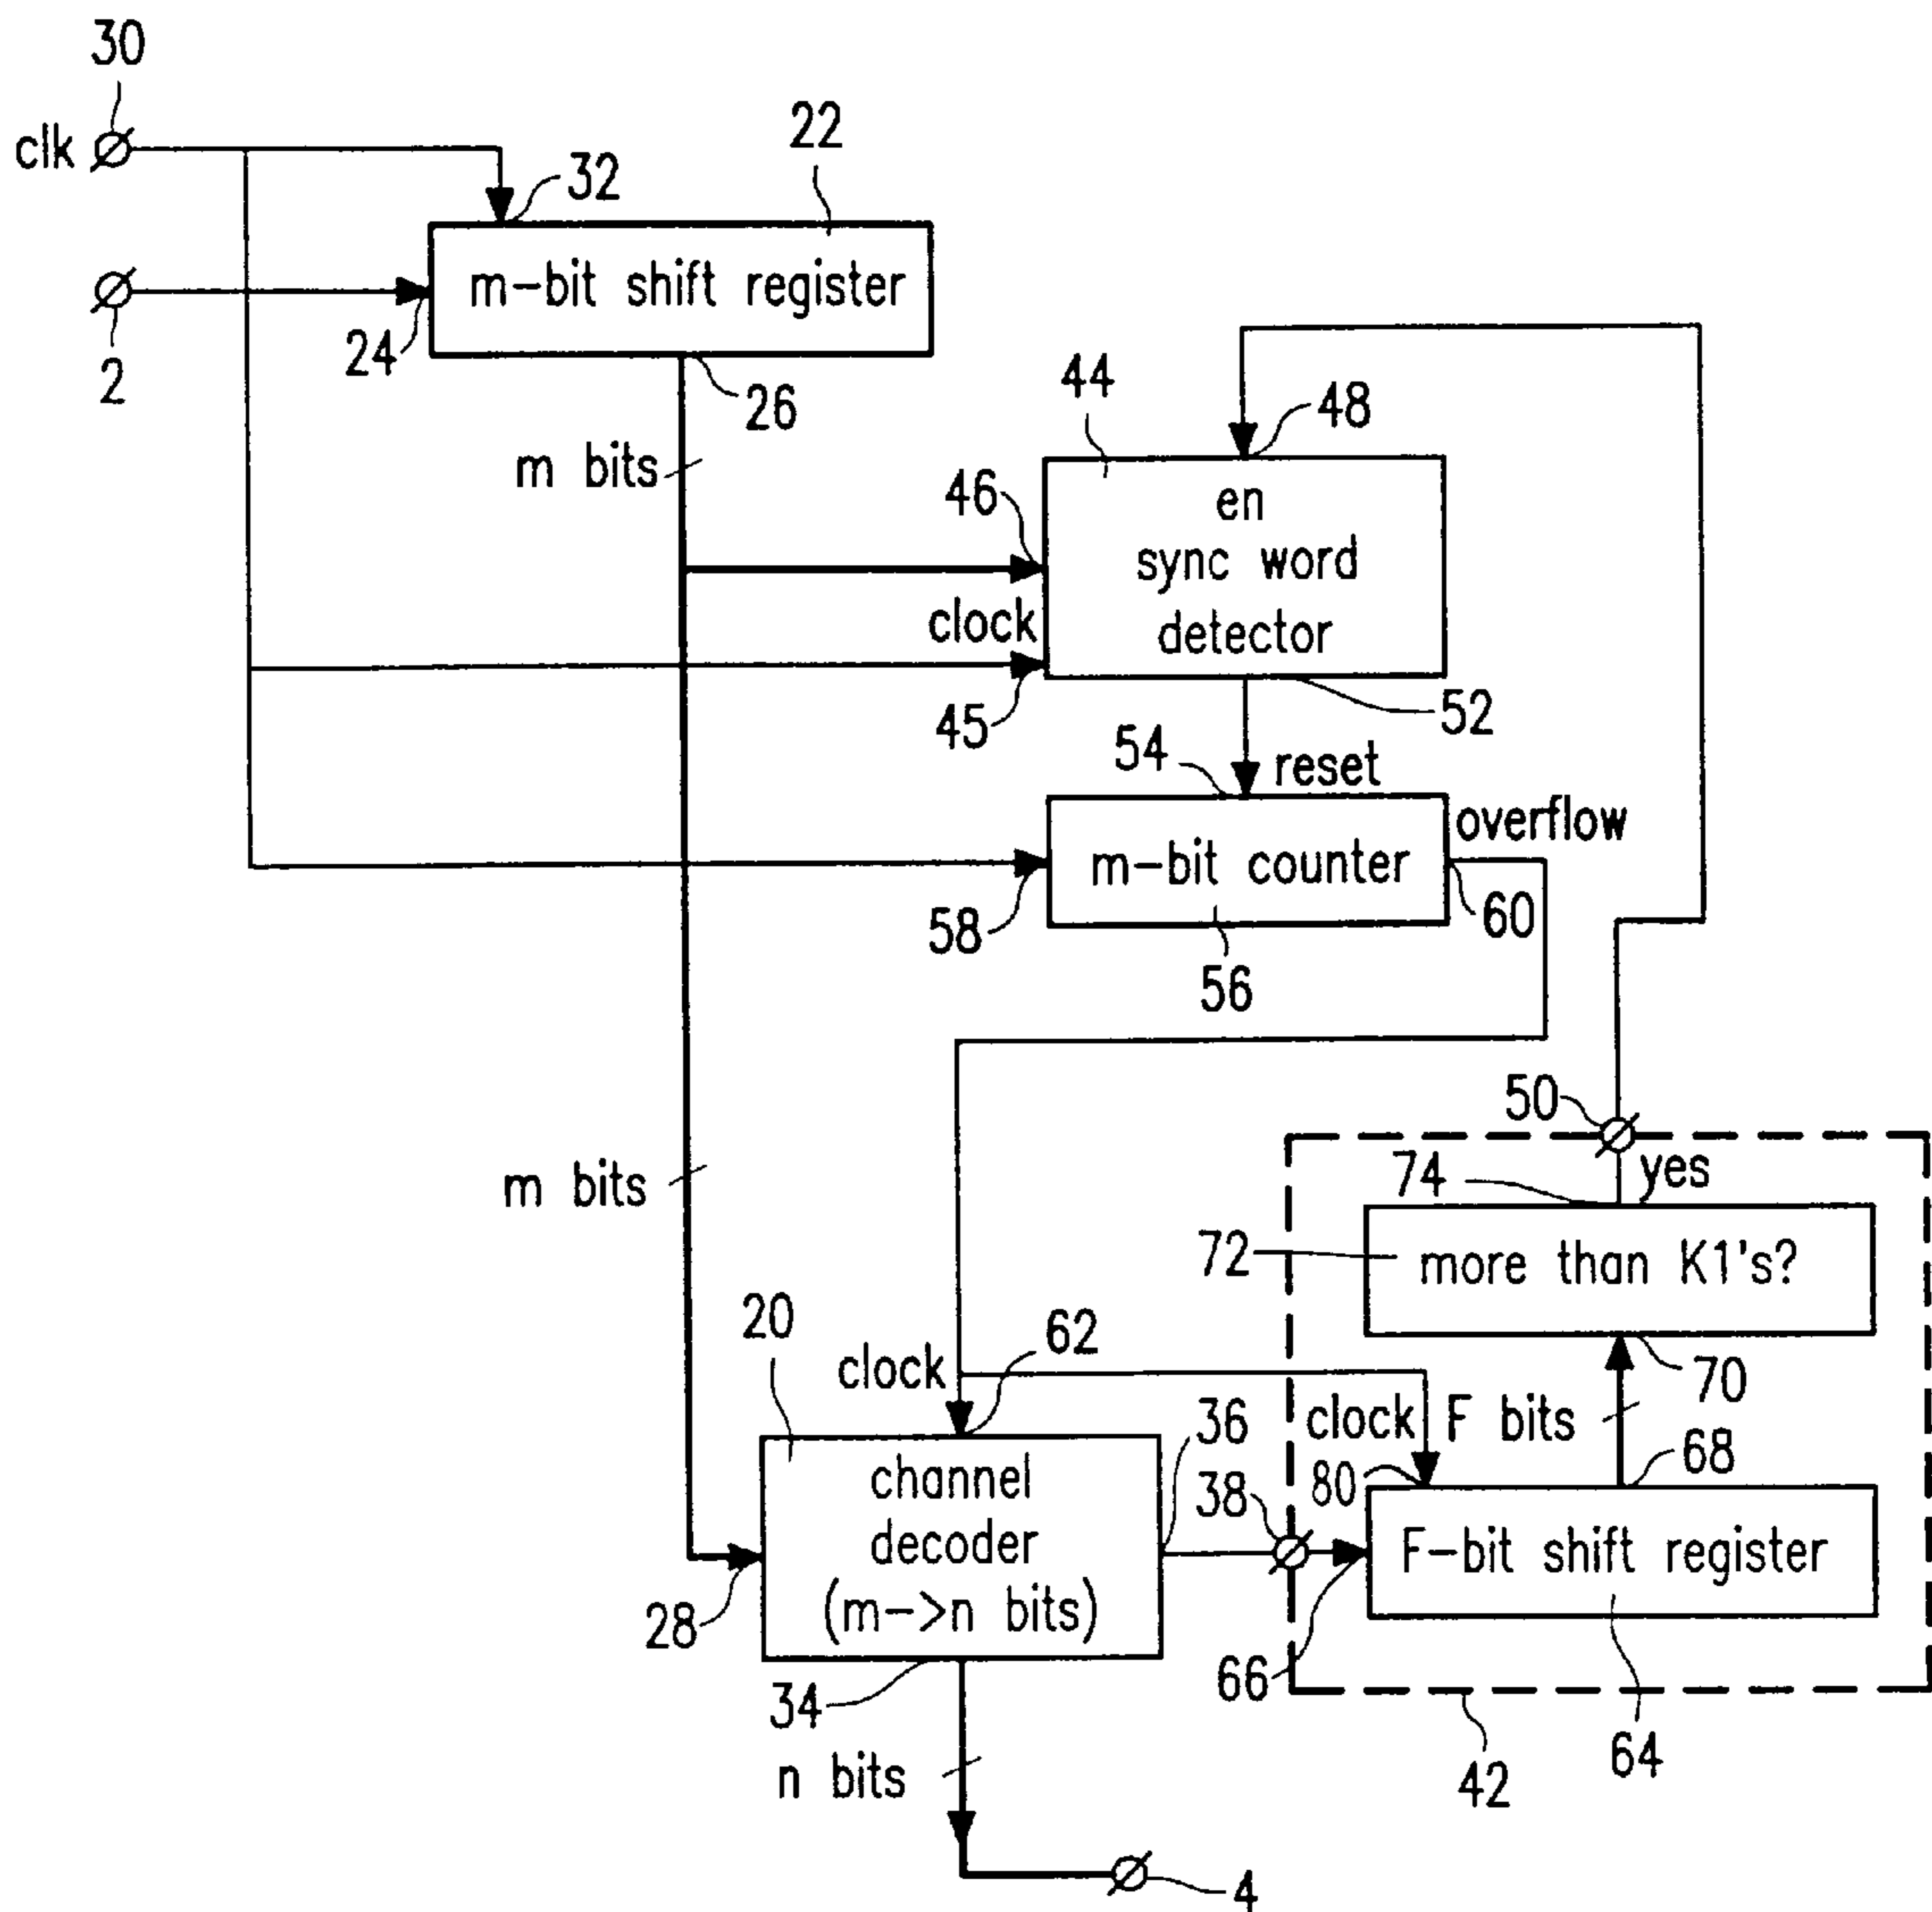 30
clk
32
22
m-bit shift register
2
24
26
m bits
44
48
46
en
sync word
detector
clock
45
52
54
reset
overflow
m-bit counter
58
60
56
50
yes
74
m bits
72
more than K1's?
20
62
clock
70
36
clock
F bits
38
80
68
channel
decoder
(m->n bits)
F-bit shift register
28
66
34
64
42
n bits
4